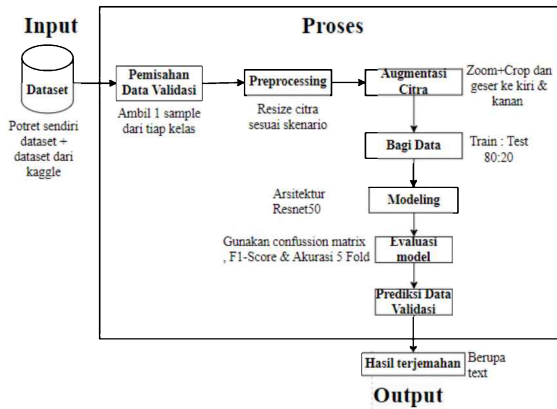 Input
Proses
Dataset
Potret sendiri
dataset +
dataset dari
kaggle
Pemisahan
Data Validasi
Ambil 1 sample
dari tiap kelas
Preprocessing
Resize citra
sesuai skenario
Augmentasi
Citra
Zoom+Crop dan
geser ke kiri &
kanan
Bagi Data
Train : Test
80:20
Arsitektur
Resnet50
Modeling
Gunakan confussion matrix
, F1-Score & Akurasi 5 Fold
Evaluasi
model
Prediksi Data
Validasi
Hasil terjemahan
Berupa
text
Output